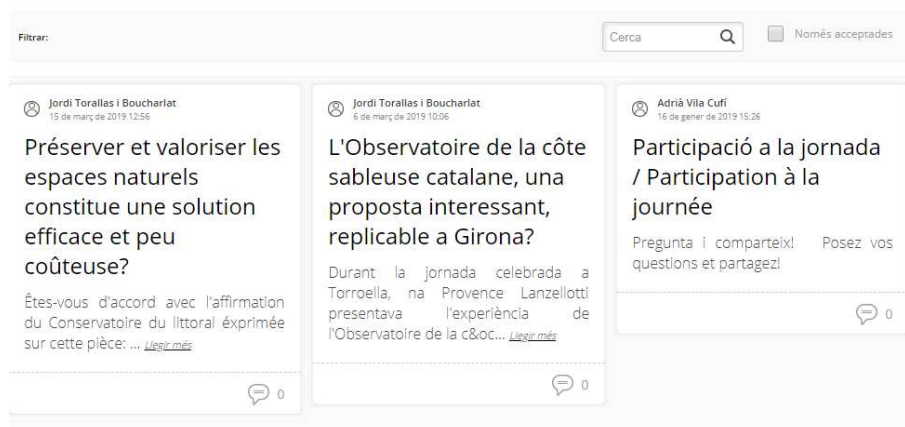 Filtrar:
Cerca
Només acceptades
Jordi Torallas i Boucharlat
15 de març de 2019 12:56
Préserver et valoriser les
espaces naturels
constitue une solution
efficace et peu
coûteuse?
Êtes-vous d'accord avec l'affirmation
du Conservatoire du littoral éxprimée
sur cette pièce: ... Llegir més
0
Jordi Torallas i Boucharlat
6 de març de 2019 10:06
L'Observatoire de la côte
sableuse catalane, una
proposta interessant,
replicable a Girona?
Durant la jornada celebrada a
Torroella, na Provence Lanzellotti
presentava l'experiència de
l'Observatoire de la c&oc... Llegir més
0
Adrià Vila Cufí
16 de gener de 2019 15:26
Participació a la jornada
/ Participation à la
journée
Pregunta i comparteix! Posez vos
questions et partagez!
0